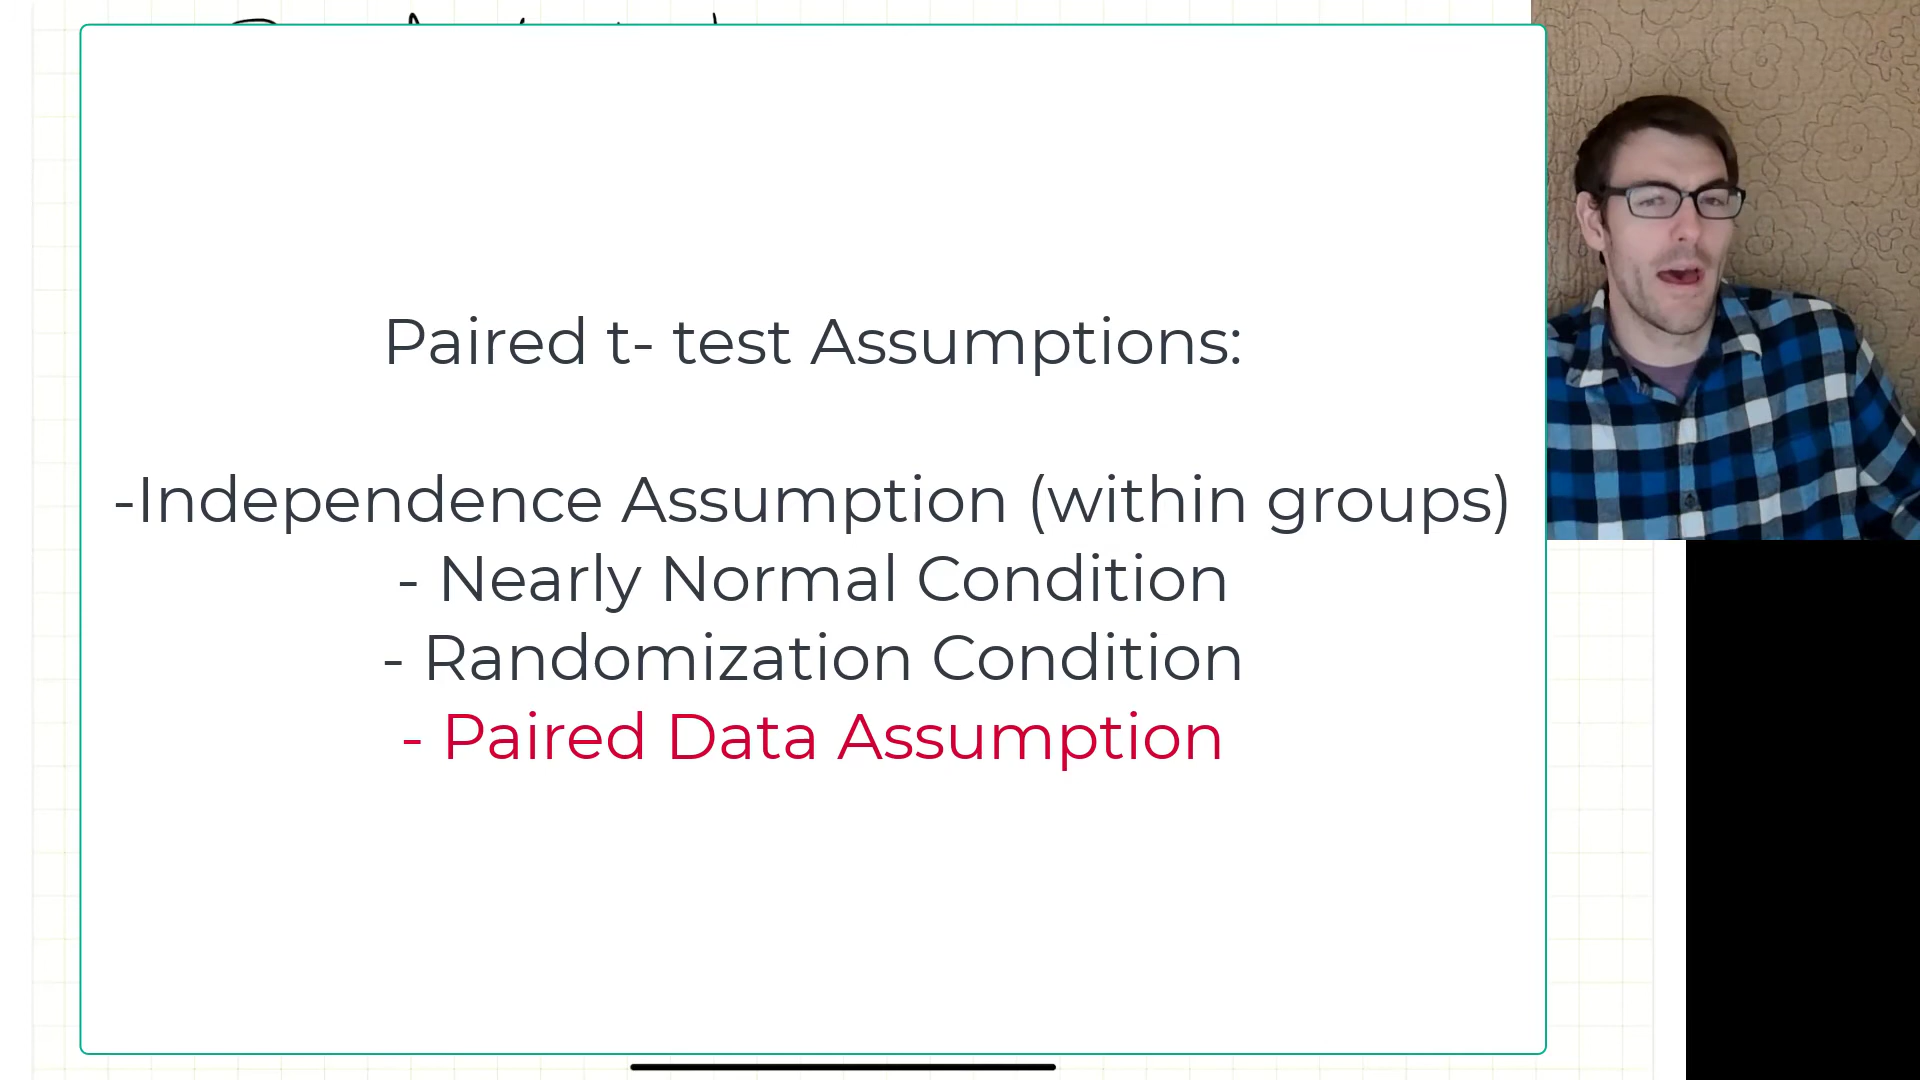 Paired t- test Assumptions:
-Independence Assumption (within groups)
- Nearly Normal Condition
- Randomization Condition
- Paired Data Assumption